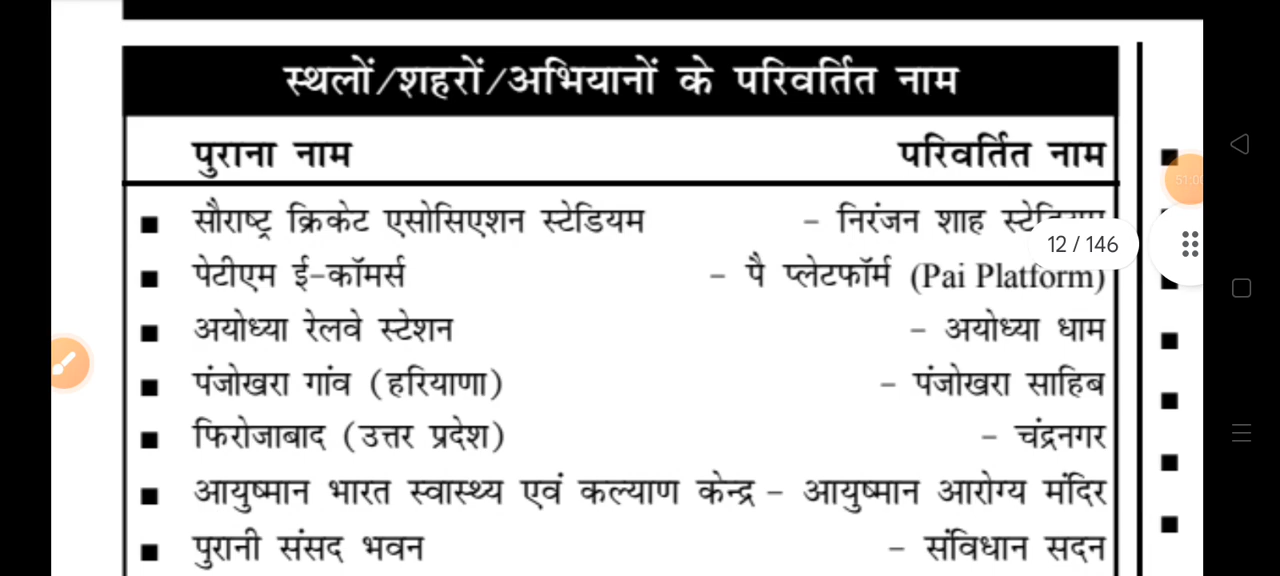 स्थलों/शहरों/अभियानों के परिवर्तित नाम
पुराना नाम परिवर्तित नाम
■ सौराष्ट्र क्रिकेट एसोसिएशन स्टेडियम – निरंजन शाह
12 / 146
■ पेटीएम ई-कॉमर्स – पै प्लेटफॉर्म (Pai Platform)
■ अयोध्या रेलवे स्टेशन – अयोध्या धाम
■ पंजोखरा गांव (हरियाणा) – पंजोखरा साहिब
■ फिरोजाबाद (उत्तर प्रदेश) – चंद्रनगर
■ आयुष्मान भारत स्वास्थ्य एवं कल्याण केन्द्र – आयुष्मान आरोग्य मंदिर
■ पुरानी संसद भवन – संविधान सदन